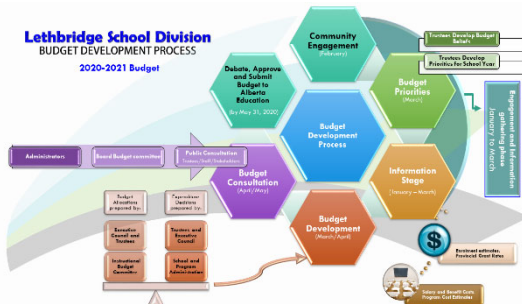 Lethbridge School Division
BUDGET DEVELOPMENT PROCESS
2020-2021 Budget
Community
Engagement
(February)
Trustees Develop Budget
Beliefs
Trustees Develop
Priorities for School Year
Debate, Approve
and Submit
Budget to
Alberta
Education
(by May 31, 2020)
Budget
Priorities
(March)
Engagement and Information
gathering phase
January to March
Budget
Development
Process
Administrators
Board Budget committee
Public Consultation
Trustees/Staff/Stakeholders
Budget
Consultation
(April/May)
Information
Stage
(January – March)
Budget
Allocations
prepared by:
Expenditure
Decisions
prepared by:
Executive
Council and
Trustees
Trustees and
Executive
Council
Instructional
Budget
Committee
School and
Program
Administrators
Budget
Development
(March/April)
Enrolment estimates,
Provincial Grant Rates
Salary and Benefit Costs
Program Cost Estimates